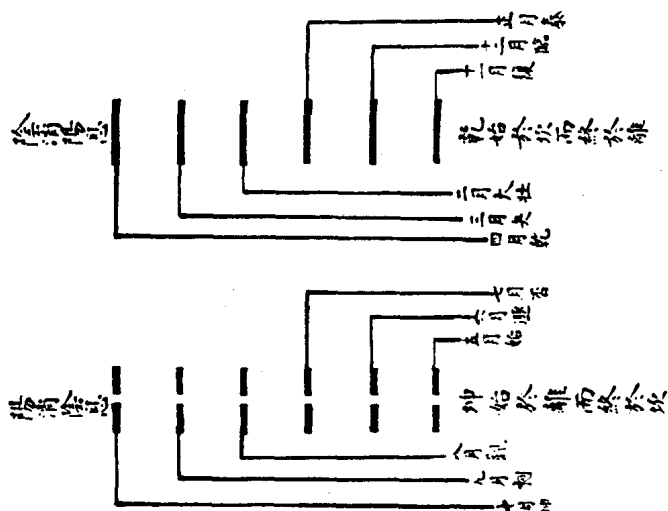 正月泰
十二月臨
十一月復
陰消陽息
乾始於坎而終於離
二月大壯
三月夬
四月乾
七月否
六月遯
五月姤
陽消陰息
坤始於離而終於坎
八月觀
九月剝
十月坤